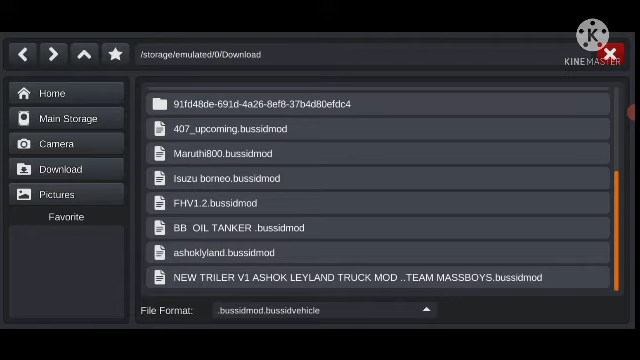 /storage/emulated/0/Download
K
KINEMASTER
Home
Main Storage
Camera
Download
Pictures
Favorite
91fd48de-691d-4a26-8ef8-37b4d80efdc4
407_upcoming.bussidmod
Maruthi800.bussidmod
Isuzu borneo.bussidmod
FHV1.2.bussidmod
BB  OIL TANKER .bussidmod
ashoklyland.bussidmod
NEW TRILER V1 ASHOK LEYLAND TRUCK MOD ..TEAM MASSBOYS.bussidmod
File Format: .bussidmod.bussidvehicle